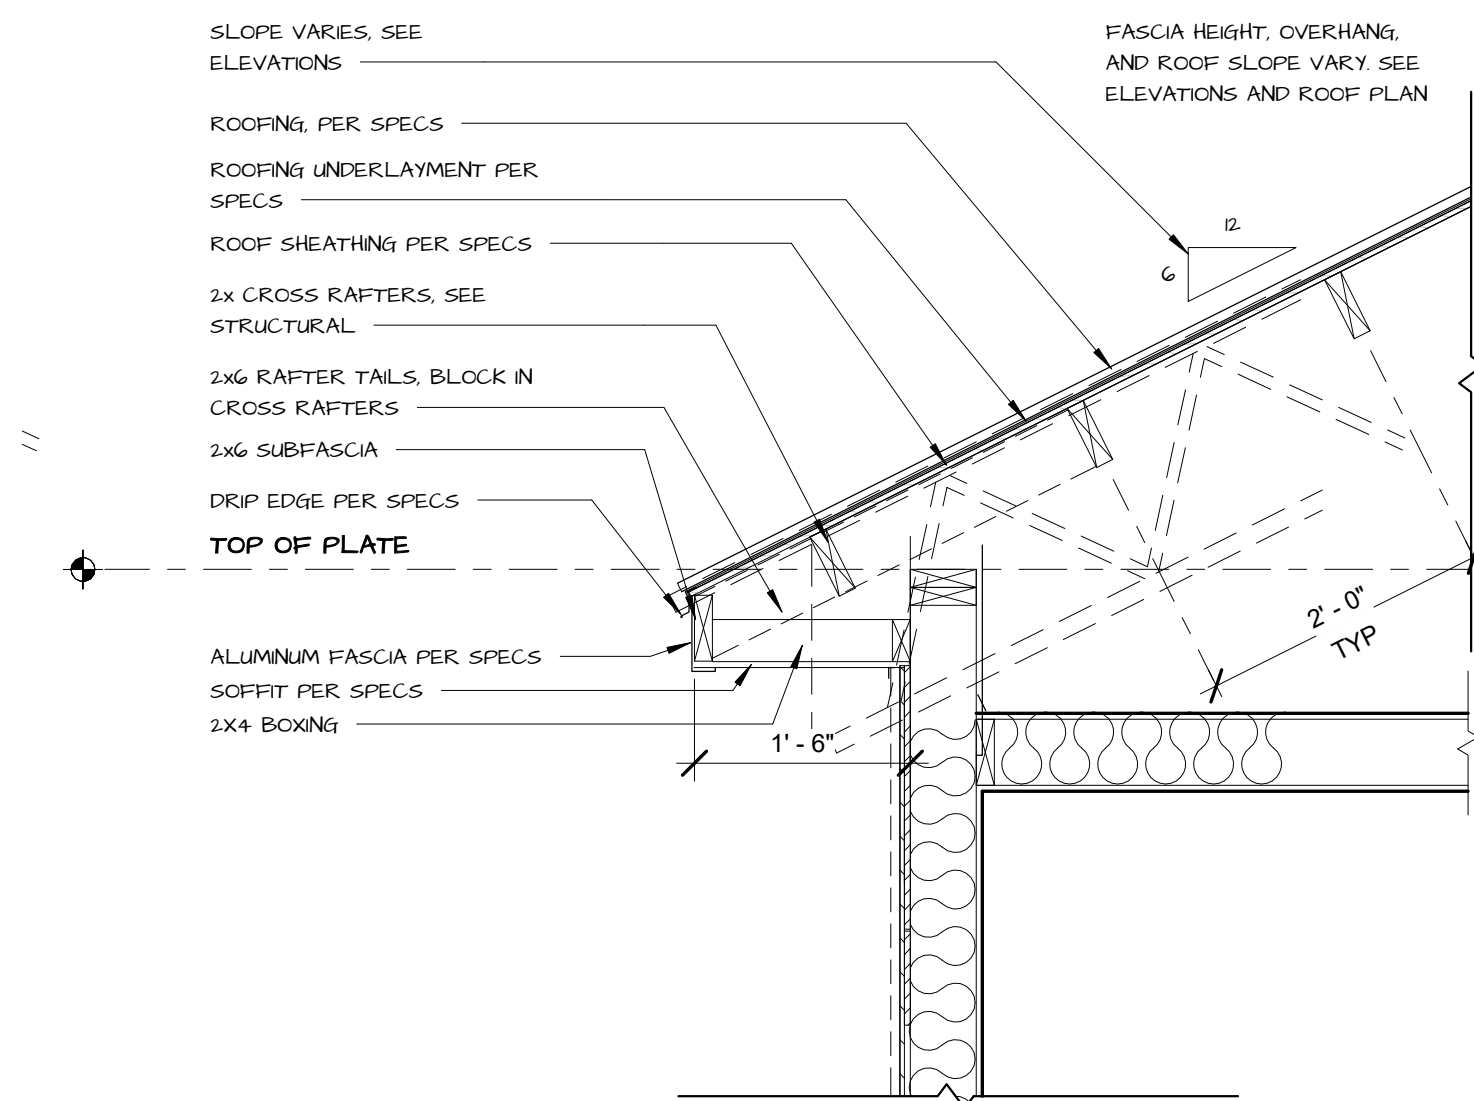 SLOPE VARIES, SEE
ELEVATIONS
FASCIA HEIGHT, OVERHANG,
AND ROOF SLOPE VARY. SEE
ELEVATIONS AND ROOF PLAN
ROOFING, PER SPECS
ROOFING UNDERLAYMENT PER
SPECS
ROOF SHEATHING PER SPECS
12
6
2x CROSS RAFTERS, SEE
STRUCTURAL
2x6 RAFTER TAILS, BLOCK IN
CROSS RAFTERS
2x6 SUBFASCIA
DRIP EDGE PER SPECS
TOP OF PLATE
ALUMINUM FASCIA PER SPECS
SOFFIT PER SPECS
2X4 BOXING
1' - 6"
2' - 0"
TYP